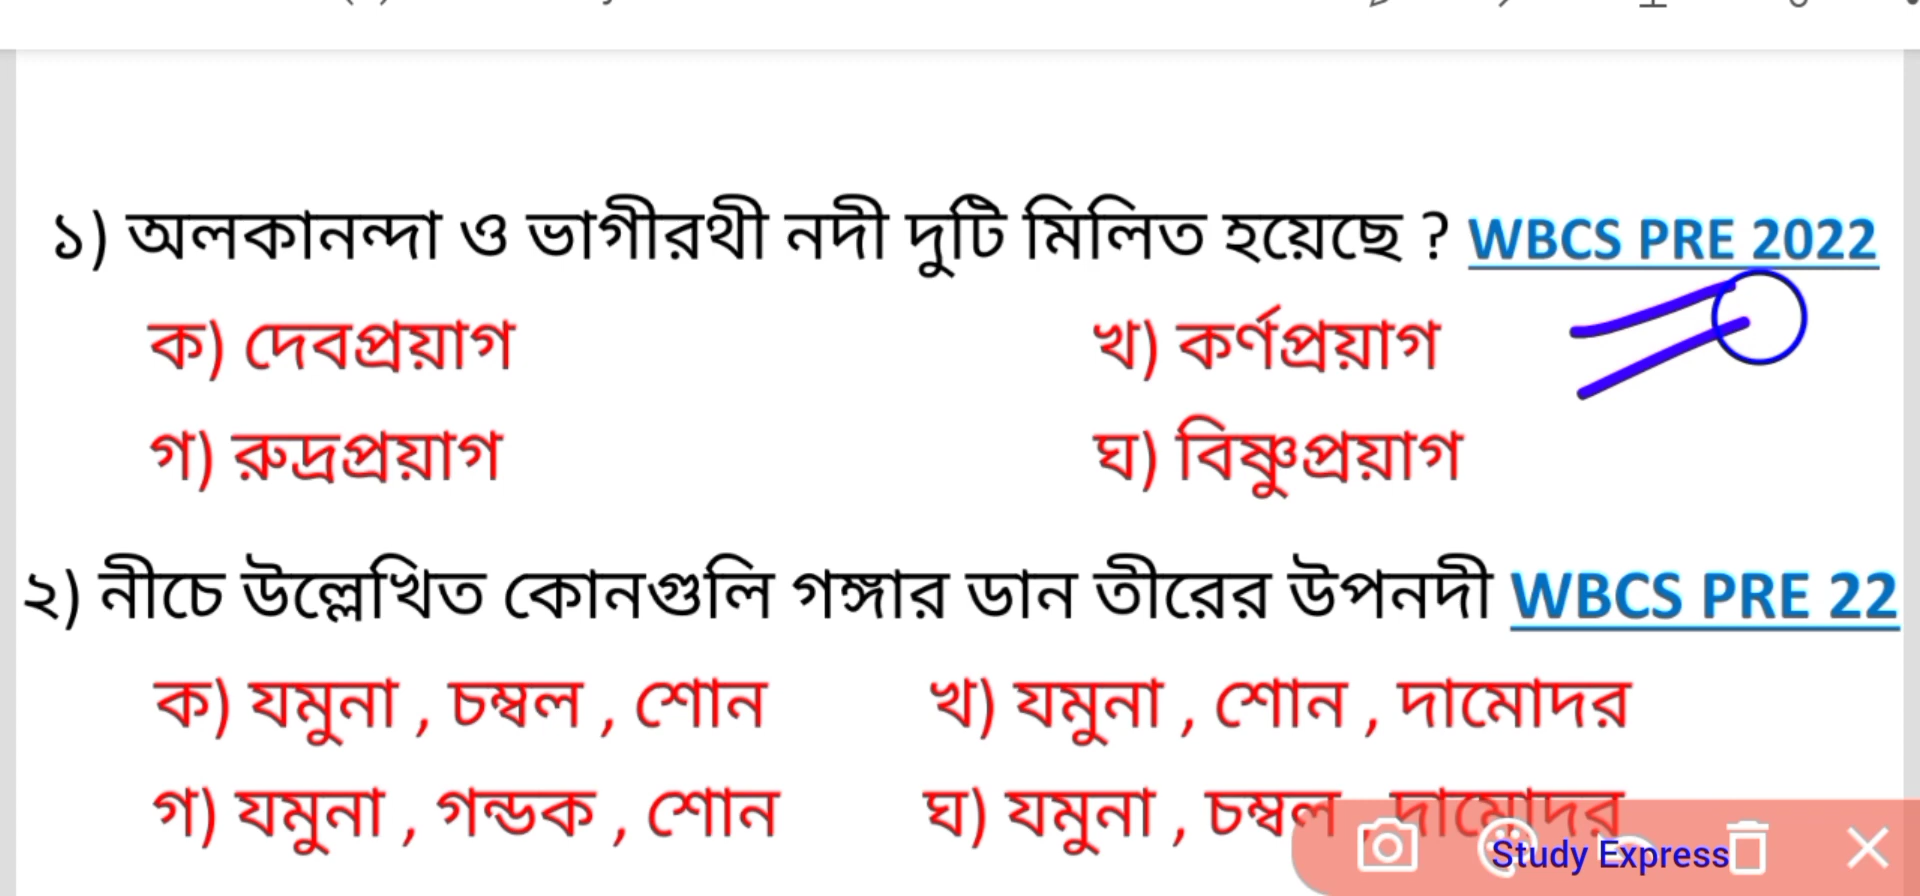 ১) অলকানন্দা ও ভাগীরথী নদী দুটি মিলিত হয়েছে ? WBCS PRE 2022
ক) দেবপ্রয়াগ খ) কর্ণপ্রয়াগ
গ) রুদ্রপ্রয়াগ ঘ) বিষ্ণুপ্রয়াগ
২) নীচে উল্লেখিত কোনগুলি গঙ্গার ডান তীরের উপনদী WBCS PRE 22
ক) যমুনা , চম্বল , শোন খ) যমুনা , শোন , দামোদর
গ) যমুনা , গন্ডক , শোন ঘ) যমুনা , চম্বল , দামোদর
Study Express